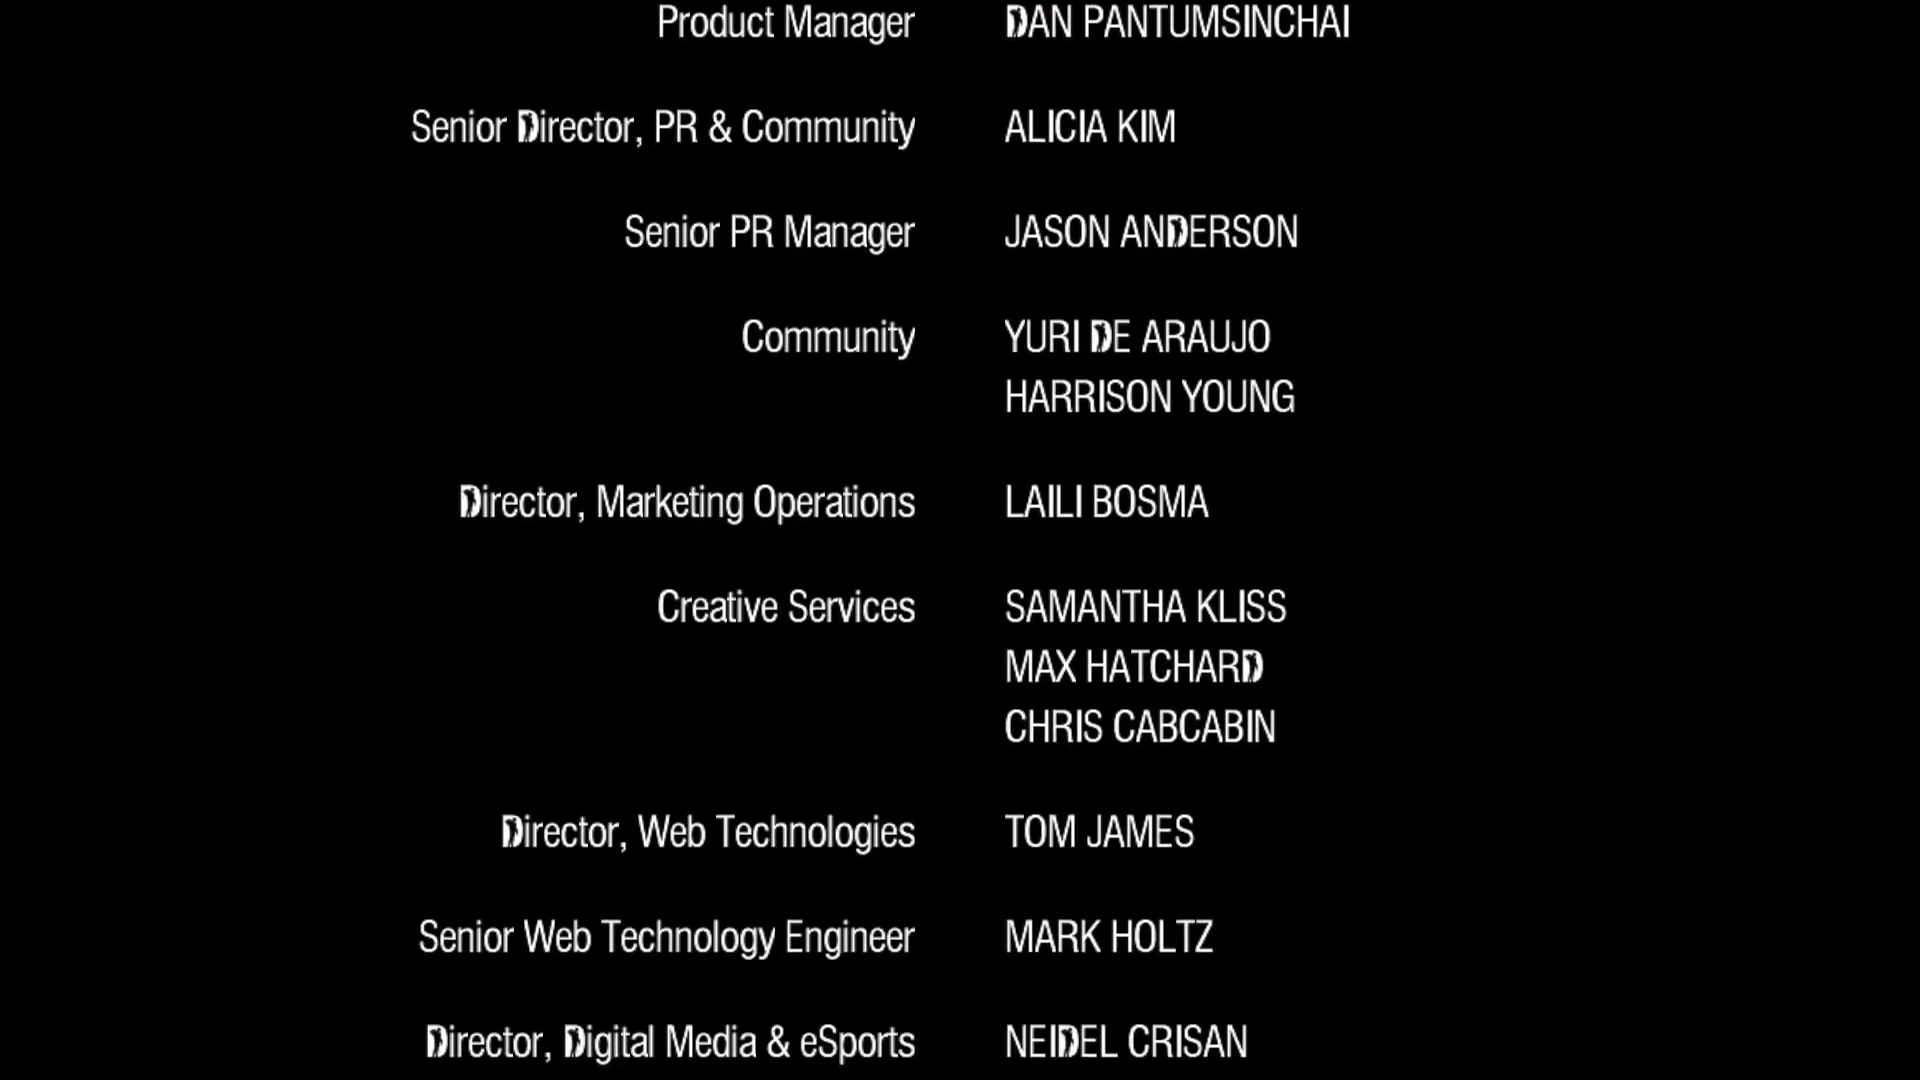 Product Manager DAN PANTUMSINCHAI
Senior Director, PR & Community ALICIA KIM
Senior PR Manager JASON ANDERSON
Community YURI DE ARAUJO
HARRISON YOUNG
Director, Marketing Operations LAILI BOSMA
Creative Services SAMANTHA KLISS
MAX HATCHARD
CHRIS CABCABIN
Director, Web Technologies TOM JAMES
Senior Web Technology Engineer MARK HOLTZ
Director, Digital Media & eSports NEIDEL CRISAN